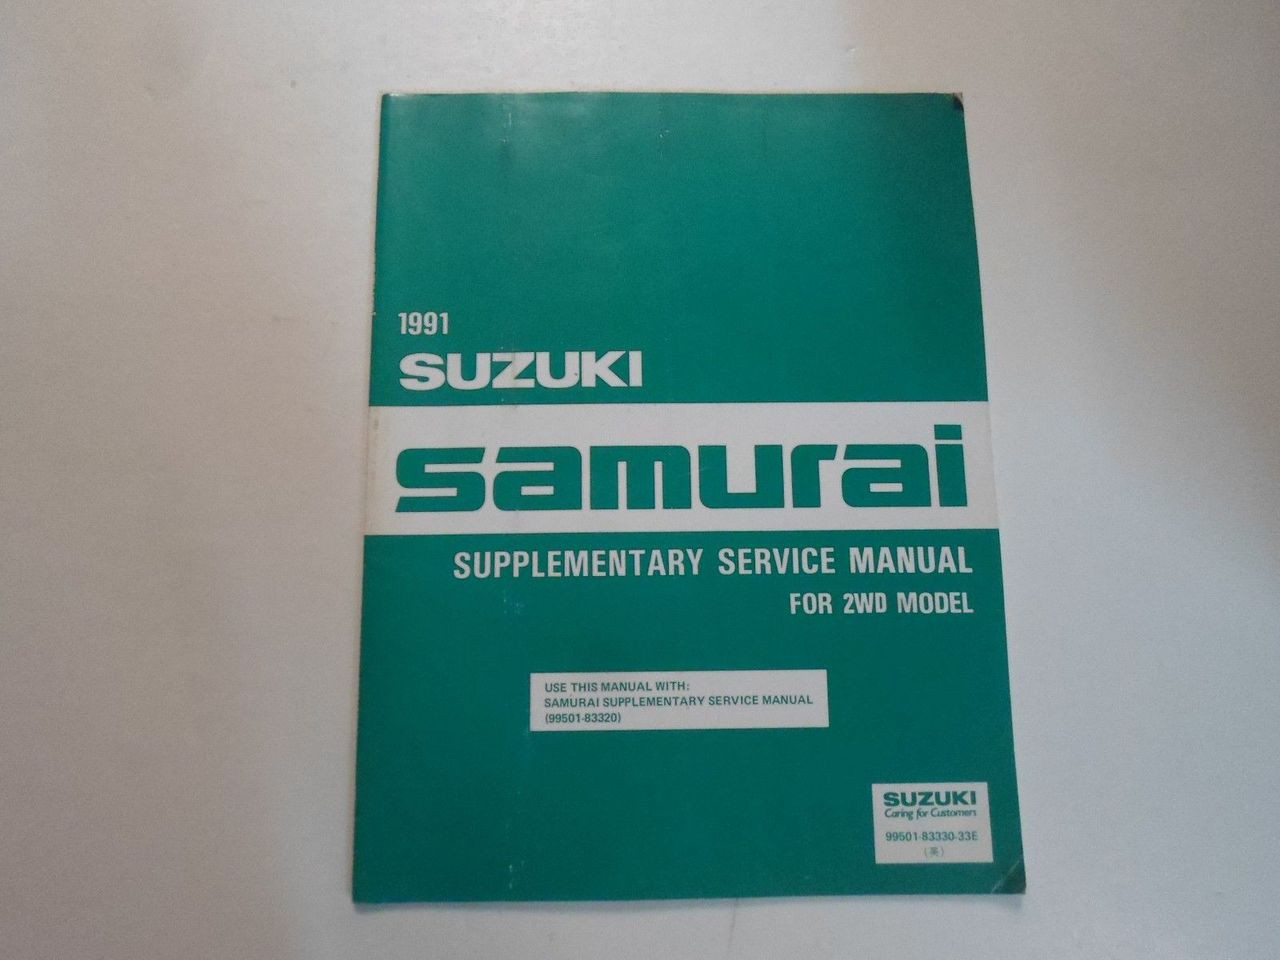 1991
SUZUKI
samurai
SUPPLEMENTARY SERVICE MANUAL
FOR 2WD MODEL
USE THIS MANUAL WITH:
SAMURAI SUPPLEMENTARY SERVICE MANUAL
(99501-83320)
SUZUKI
Caring for Customers
99501-83330-33E
(英)